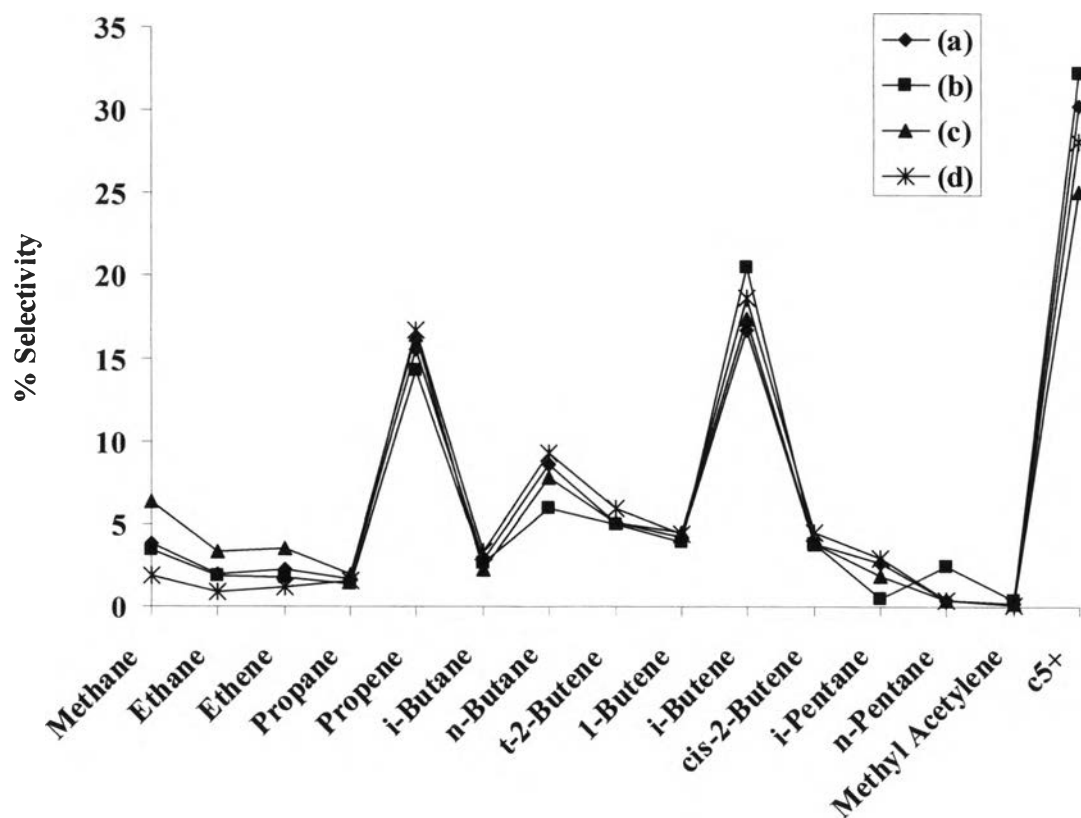 35
30
25
20
15
10
5
0
% Selectivity
(a)
(b)
(c)
(d)
Methane
Ethane
Ethene
Propane
Propene
i-Butane
n-Butane
t-2-Butene
1-Butene
i-Butene
cis-2-Butene
i-Pentane
n-Pentane
Methyl Acetylene
c5+